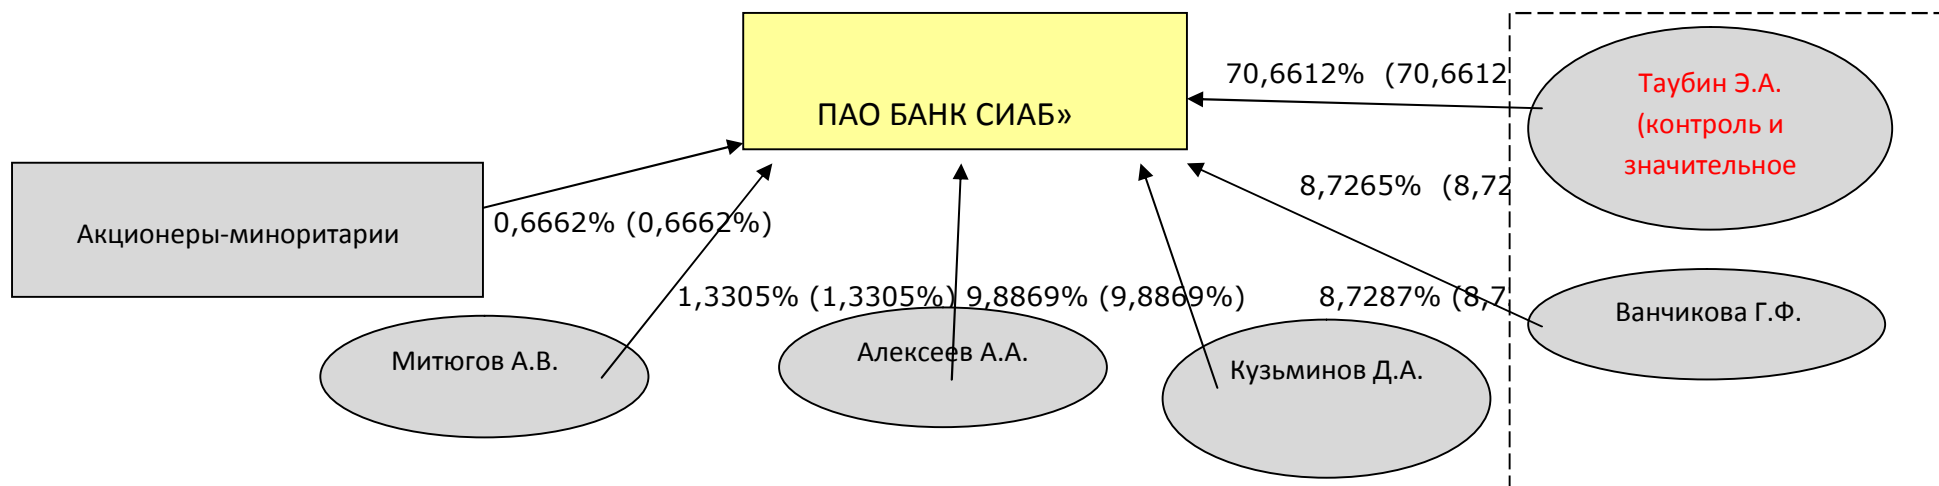 70,6612% (70,6612
Таубин Э.А.
(контроль и
значительное
ПАО БАНК СИАБ»
8,7265% (8,72
Акционеры-миноритарии
0,6662% (0,6662%)
1,3305% (1,3305%)
9,8869% (9,8869%)
8,7287% (8,7
Ванчикова Г.Ф.
Митюгов А.В.
Алексеев А.А.
Кузьминов Д.А.